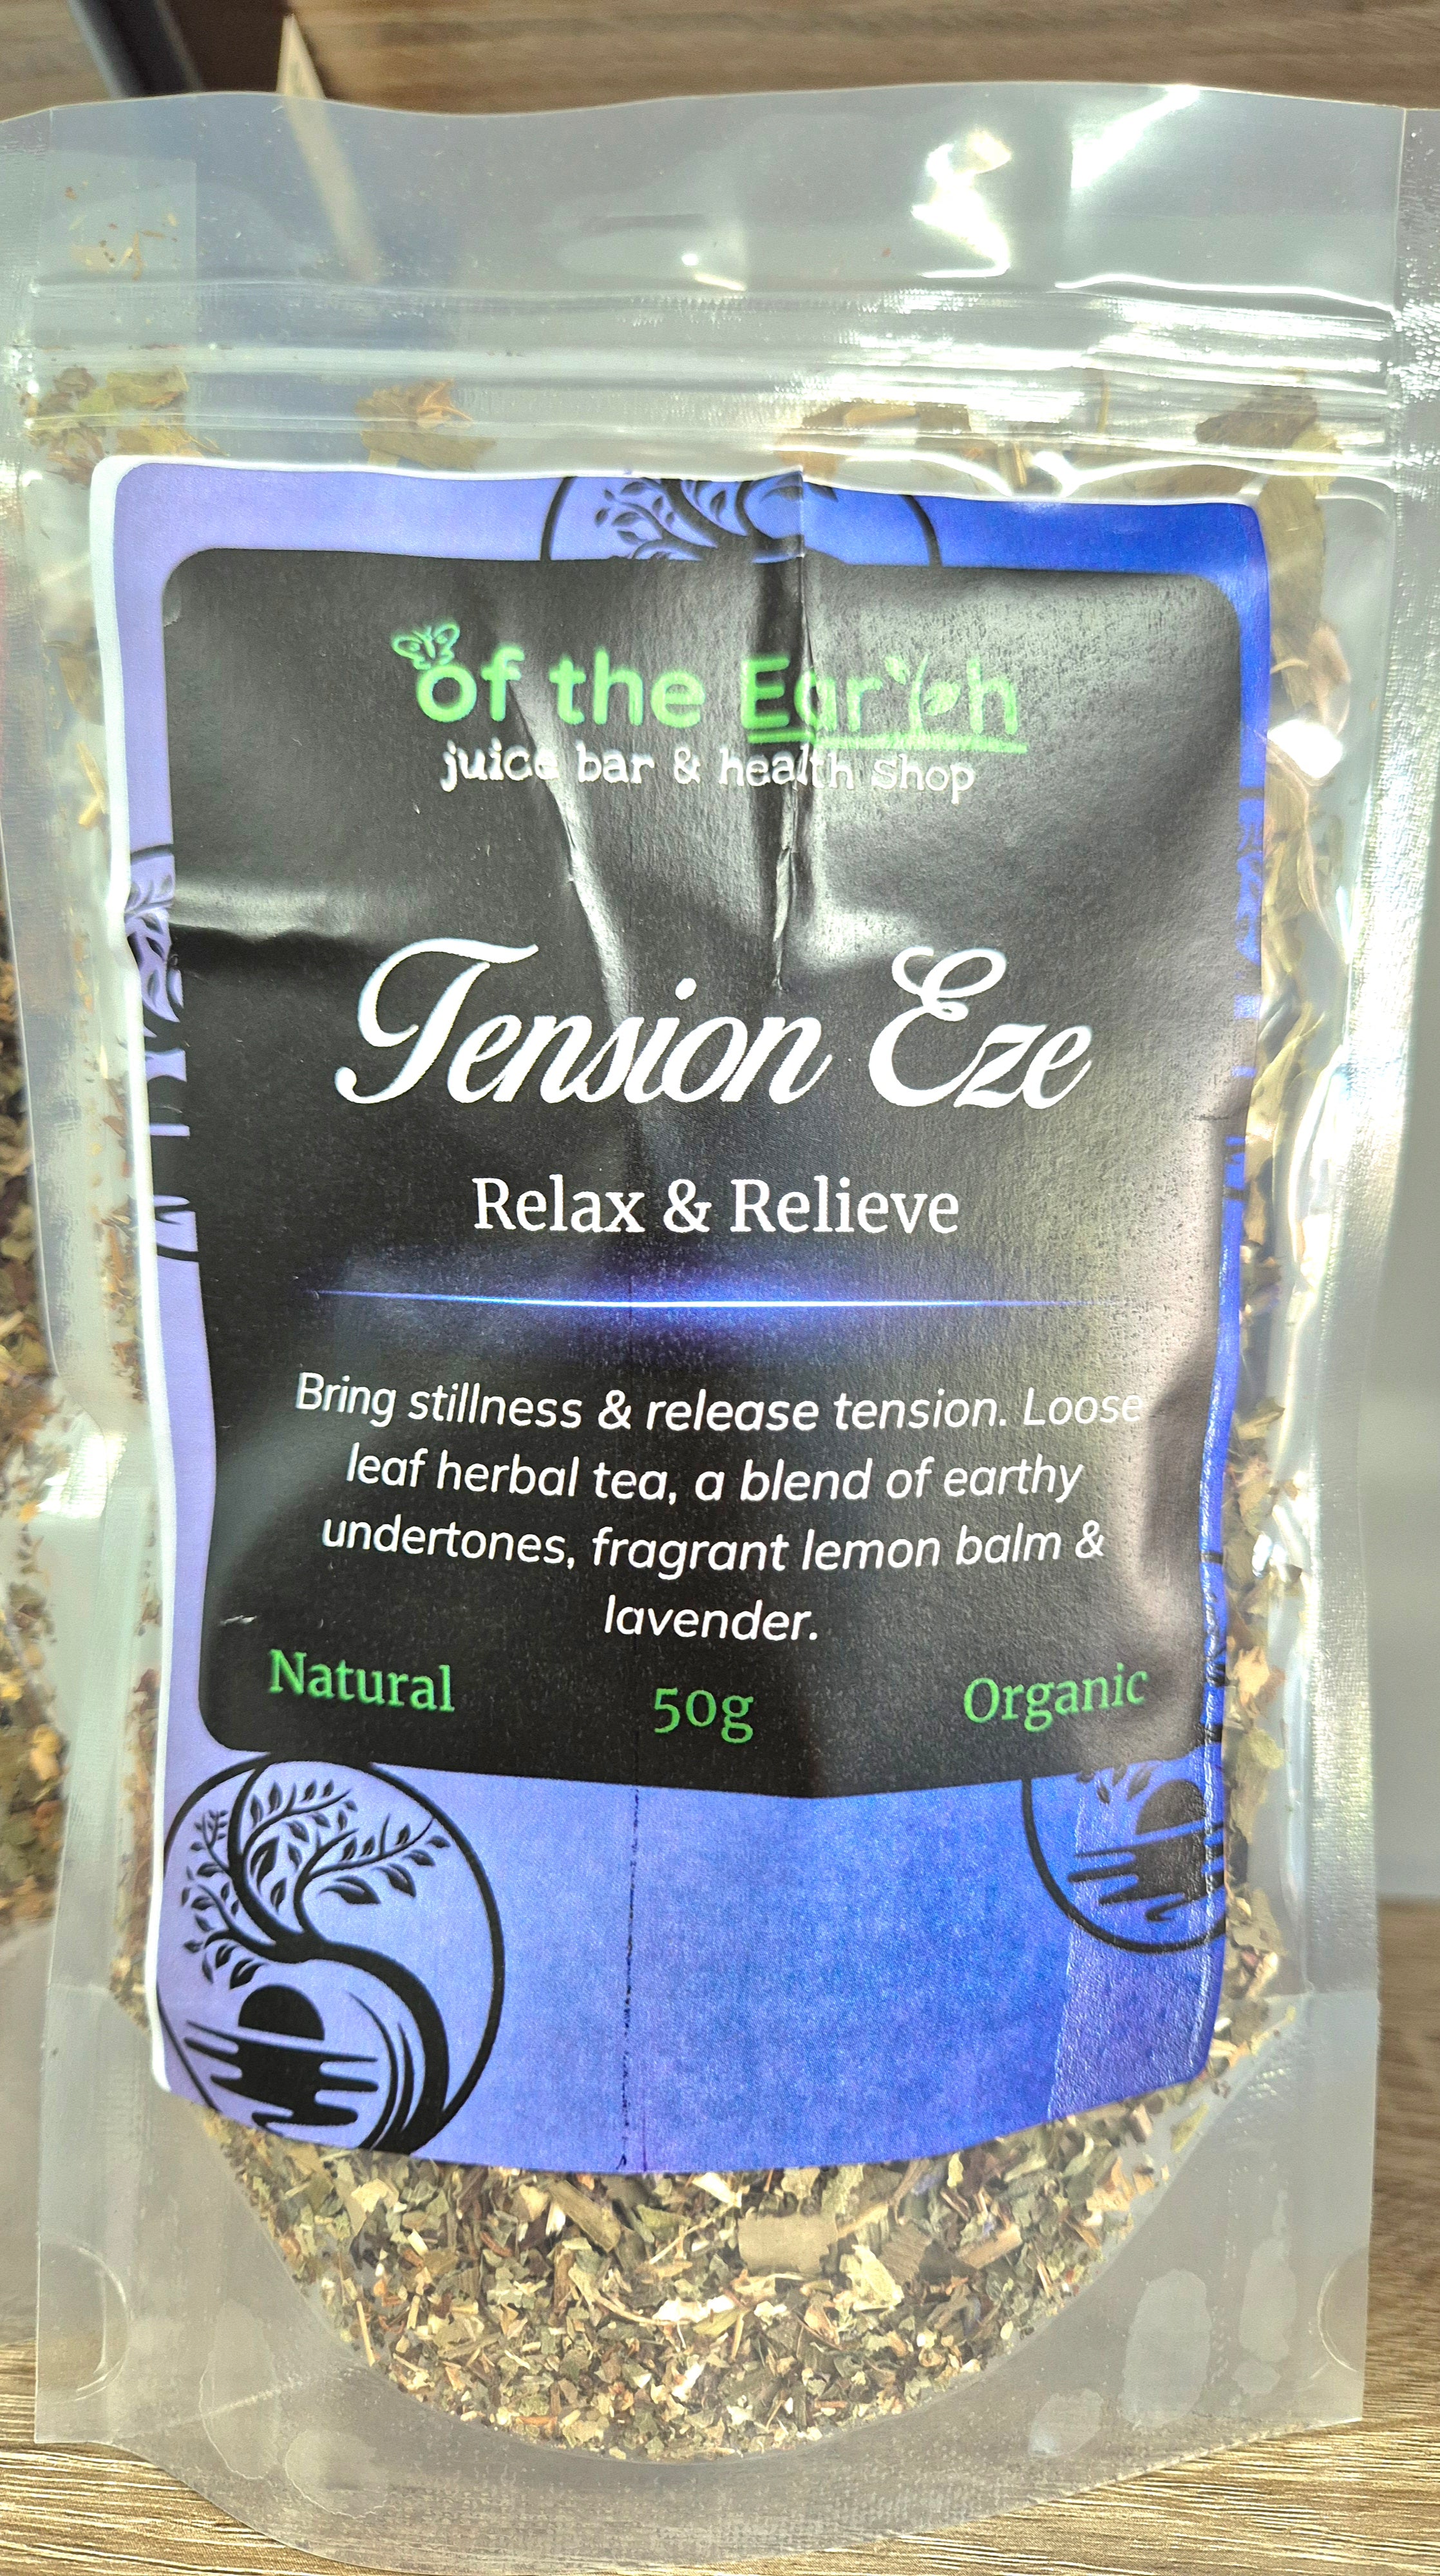 of the Earth
juice bar & health shop
Tension Eze
Relax & Relieve
Bring stillness & release tension. Loose
leaf herbal tea, a blend of earthy
undertones, fragrant lemon balm &
lavender.
Natural 50g Organic